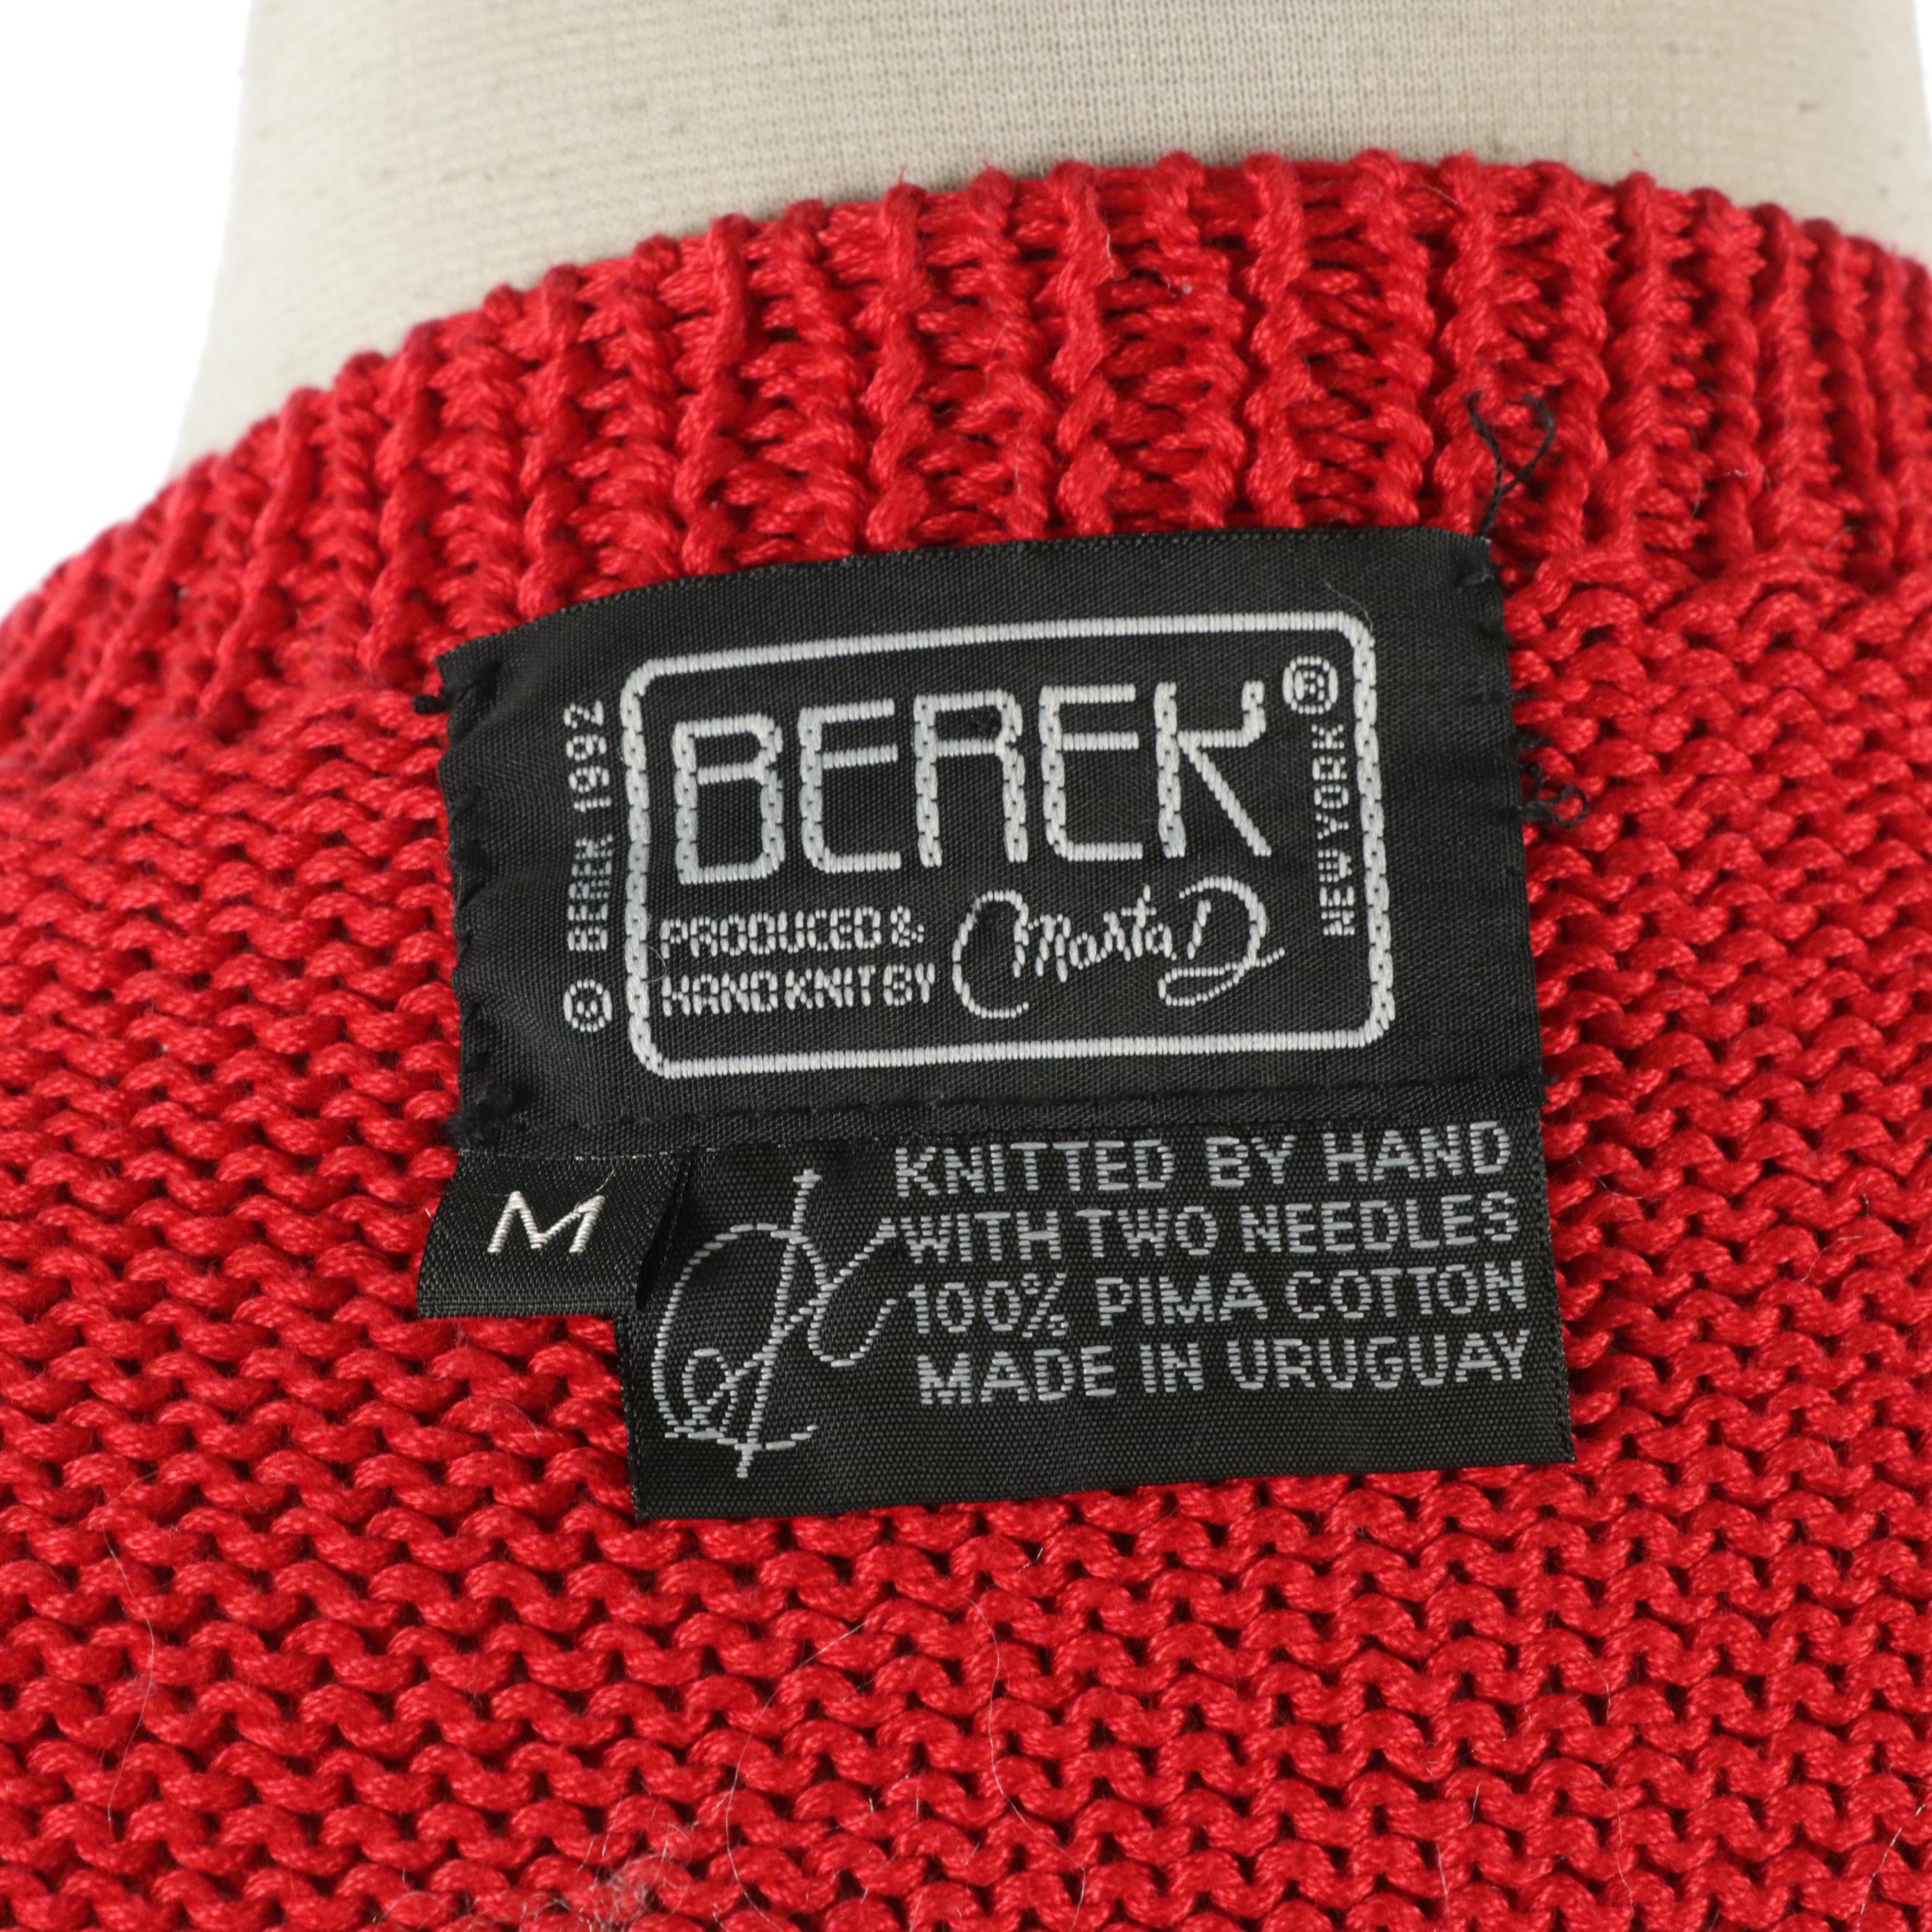 © BEREK 1992
BEREK ®
NEW YORK
PRODUCED &
HAND KNIT BY Marta D
M
KNITTED BY HAND
WITH TWO NEEDLES
100% PIMA COTTON
MADE IN URUGUAY